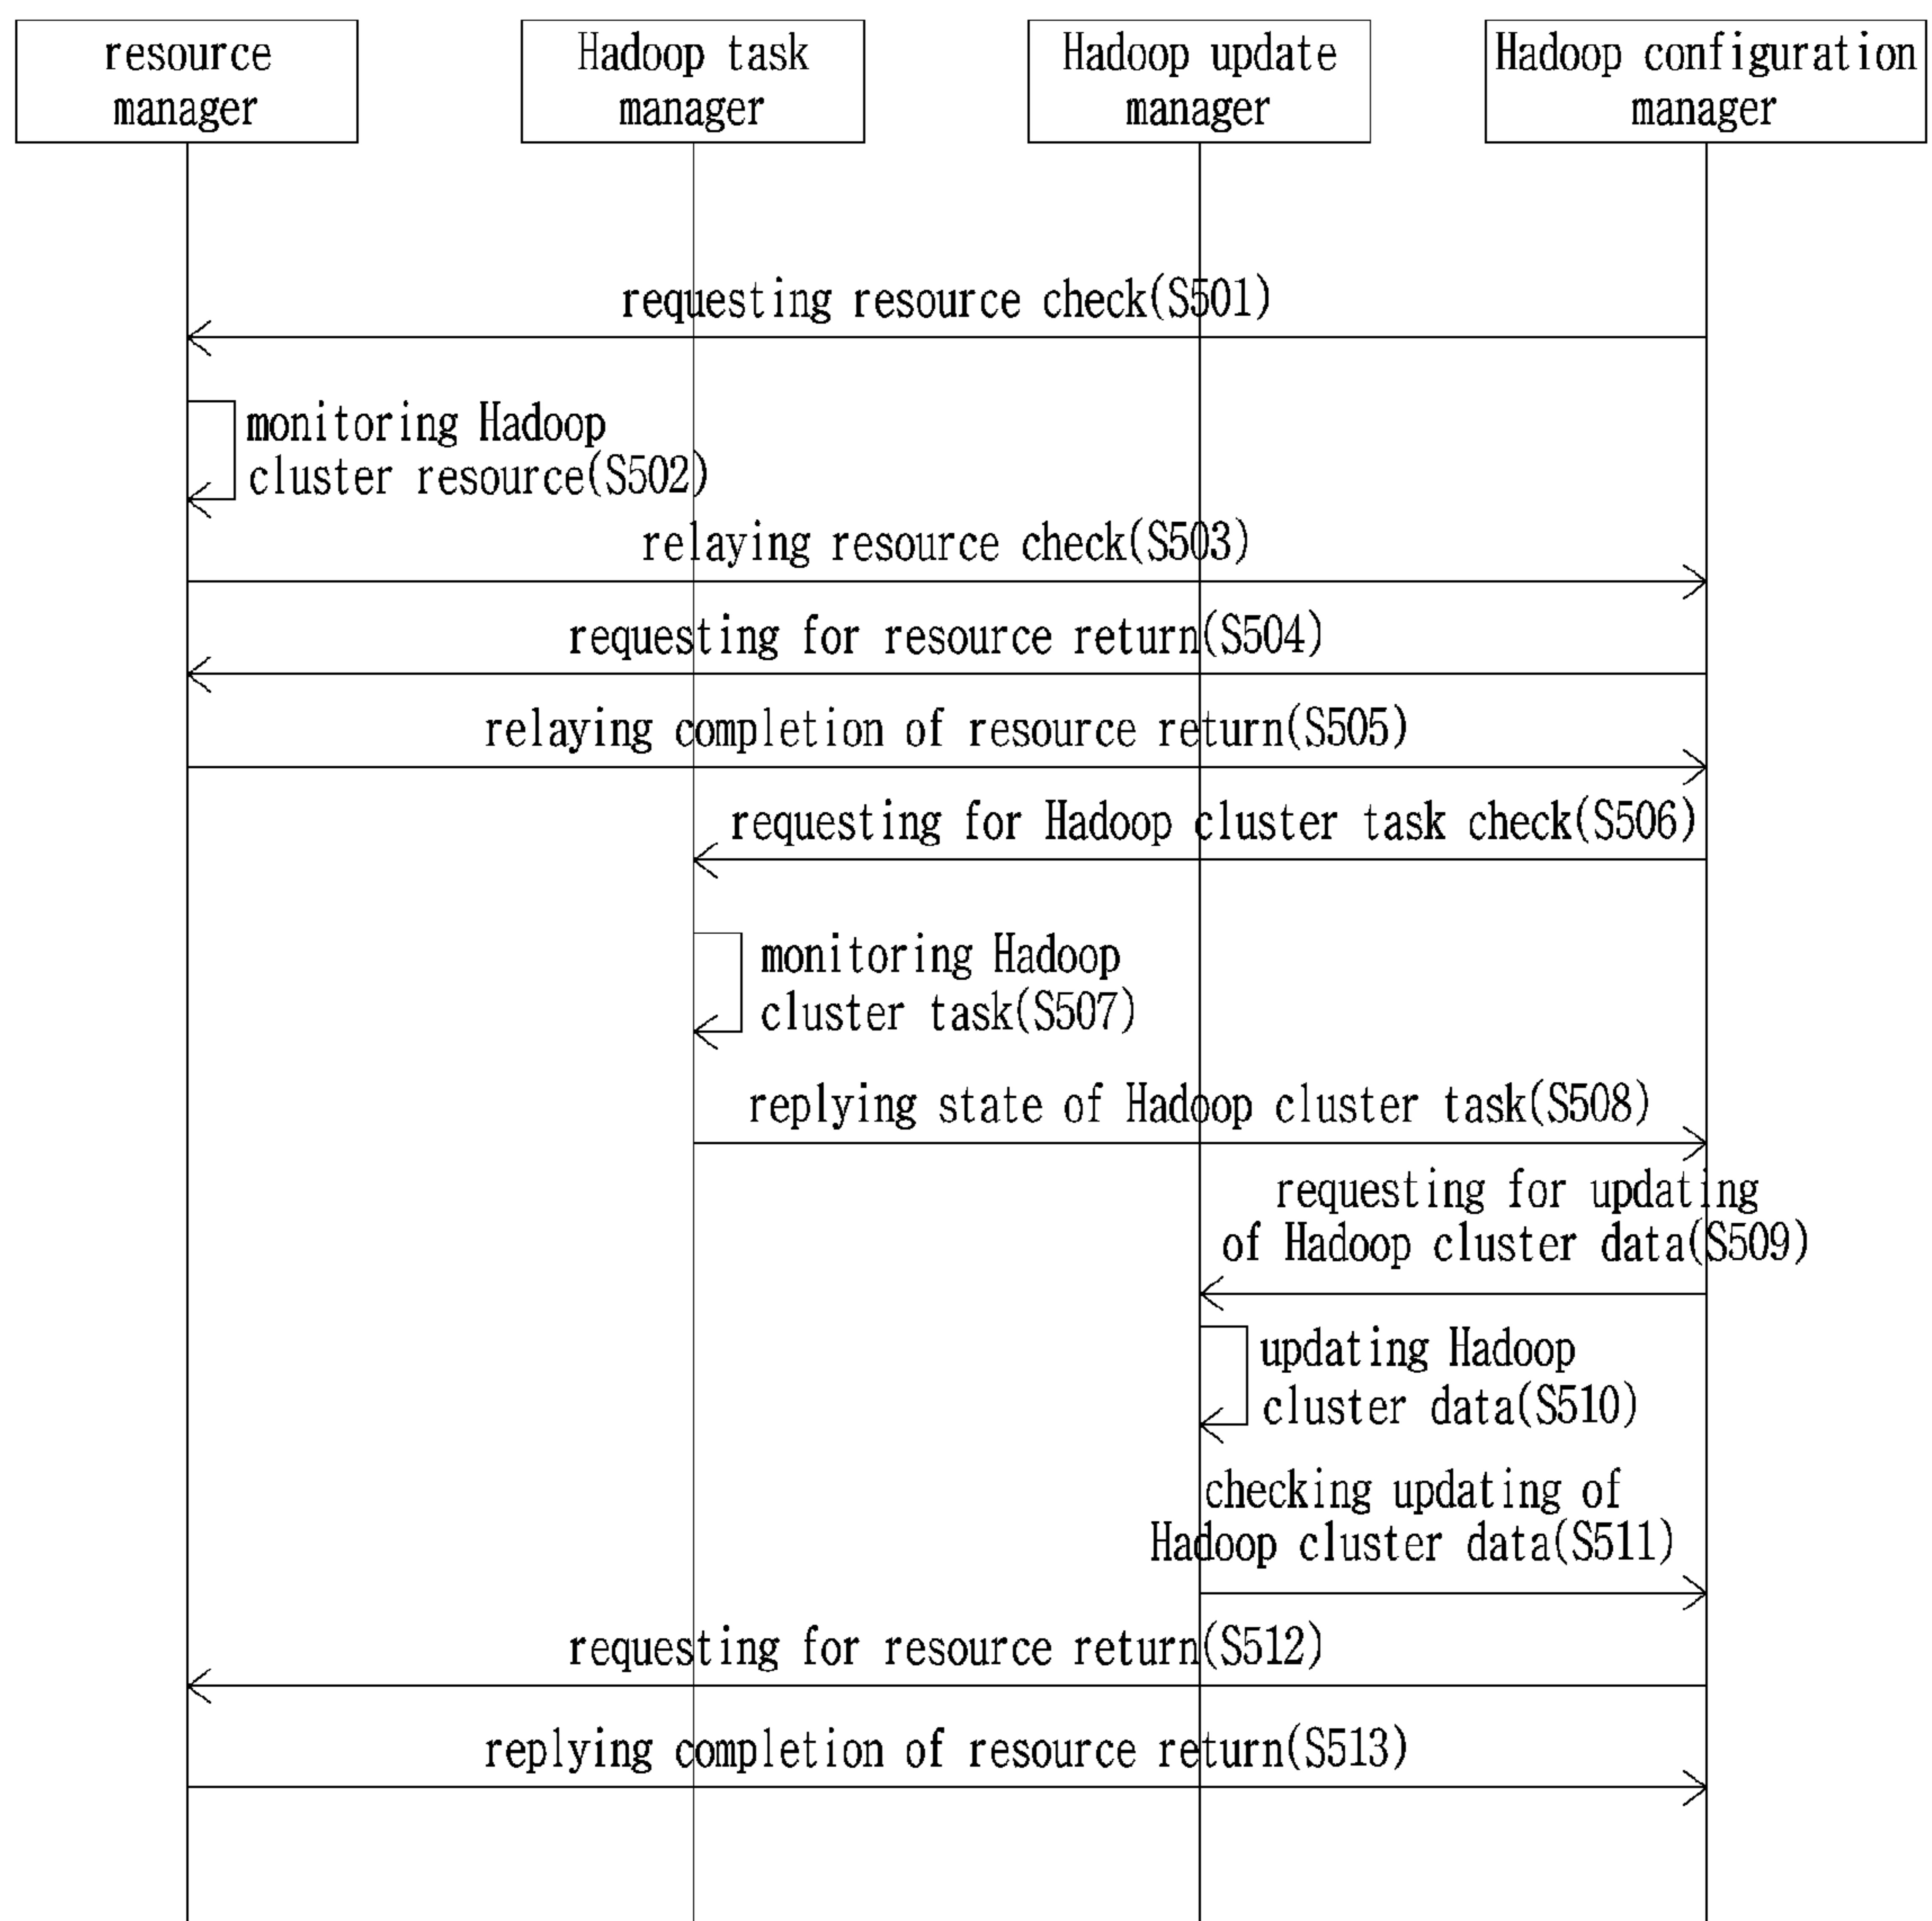 resource
manager
Hadoop task
manager
Hadoop update
manager
Hadoop configuration
manager
requesting resource check(S501)
monitoring Hadoop
cluster resource(S502)
relaying resource check(S503)
requesting for resource return(S504)
relaying completion of resource return(S505)
requesting for Hadoop cluster task check(S506)
monitoring Hadoop
cluster task(S507)
replying state of Hadoop cluster task(S508)
requesting for updating
of Hadoop cluster data(S509)
updating Hadoop
cluster data(S510)
checking updating of
Hadoop cluster data(S511)
requesting for resource return(S512)
replying completion of resource return(S513)